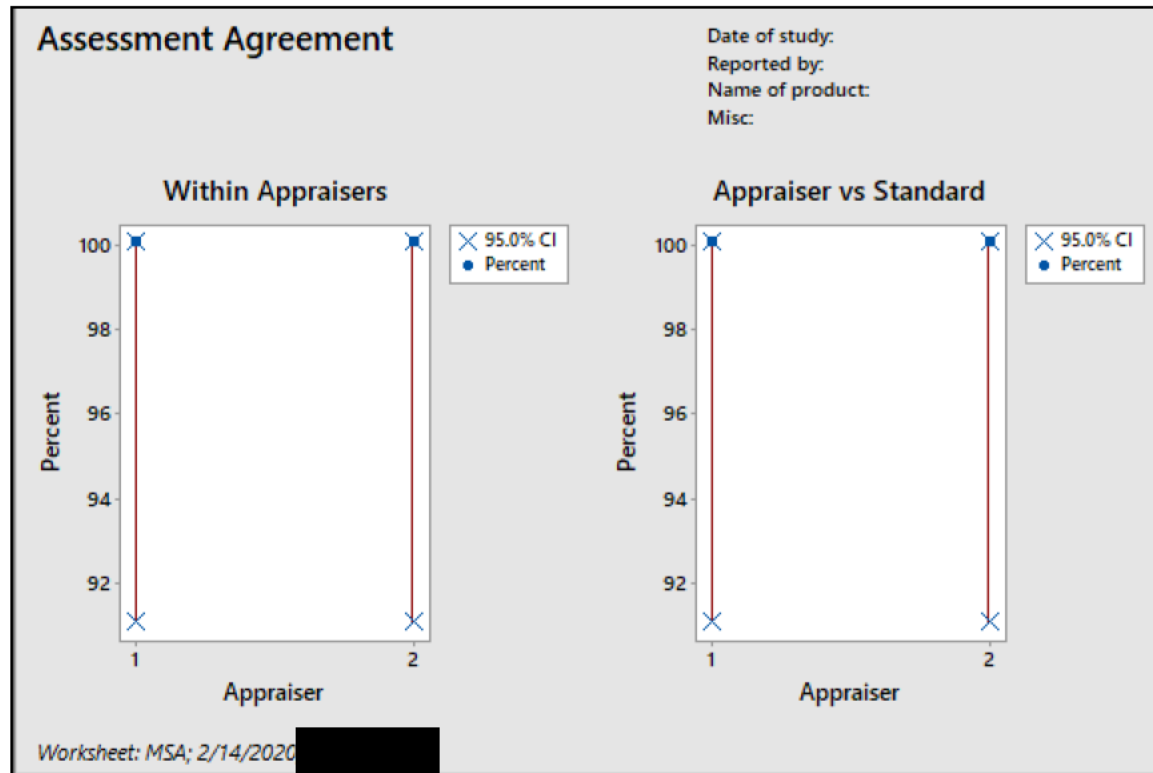 Assessment Agreement
Date of study:
Reported by:
Name of product:
Misc:
Within Appraisers
100
98
96
94
92
Percent
1
2
Appraiser
95.0% CI
Percent
Appraiser vs Standard
100
98
96
94
92
Percent
1
2
Appraiser
95.0% CI
Percent
Worksheet: MSA; 2/14/2020